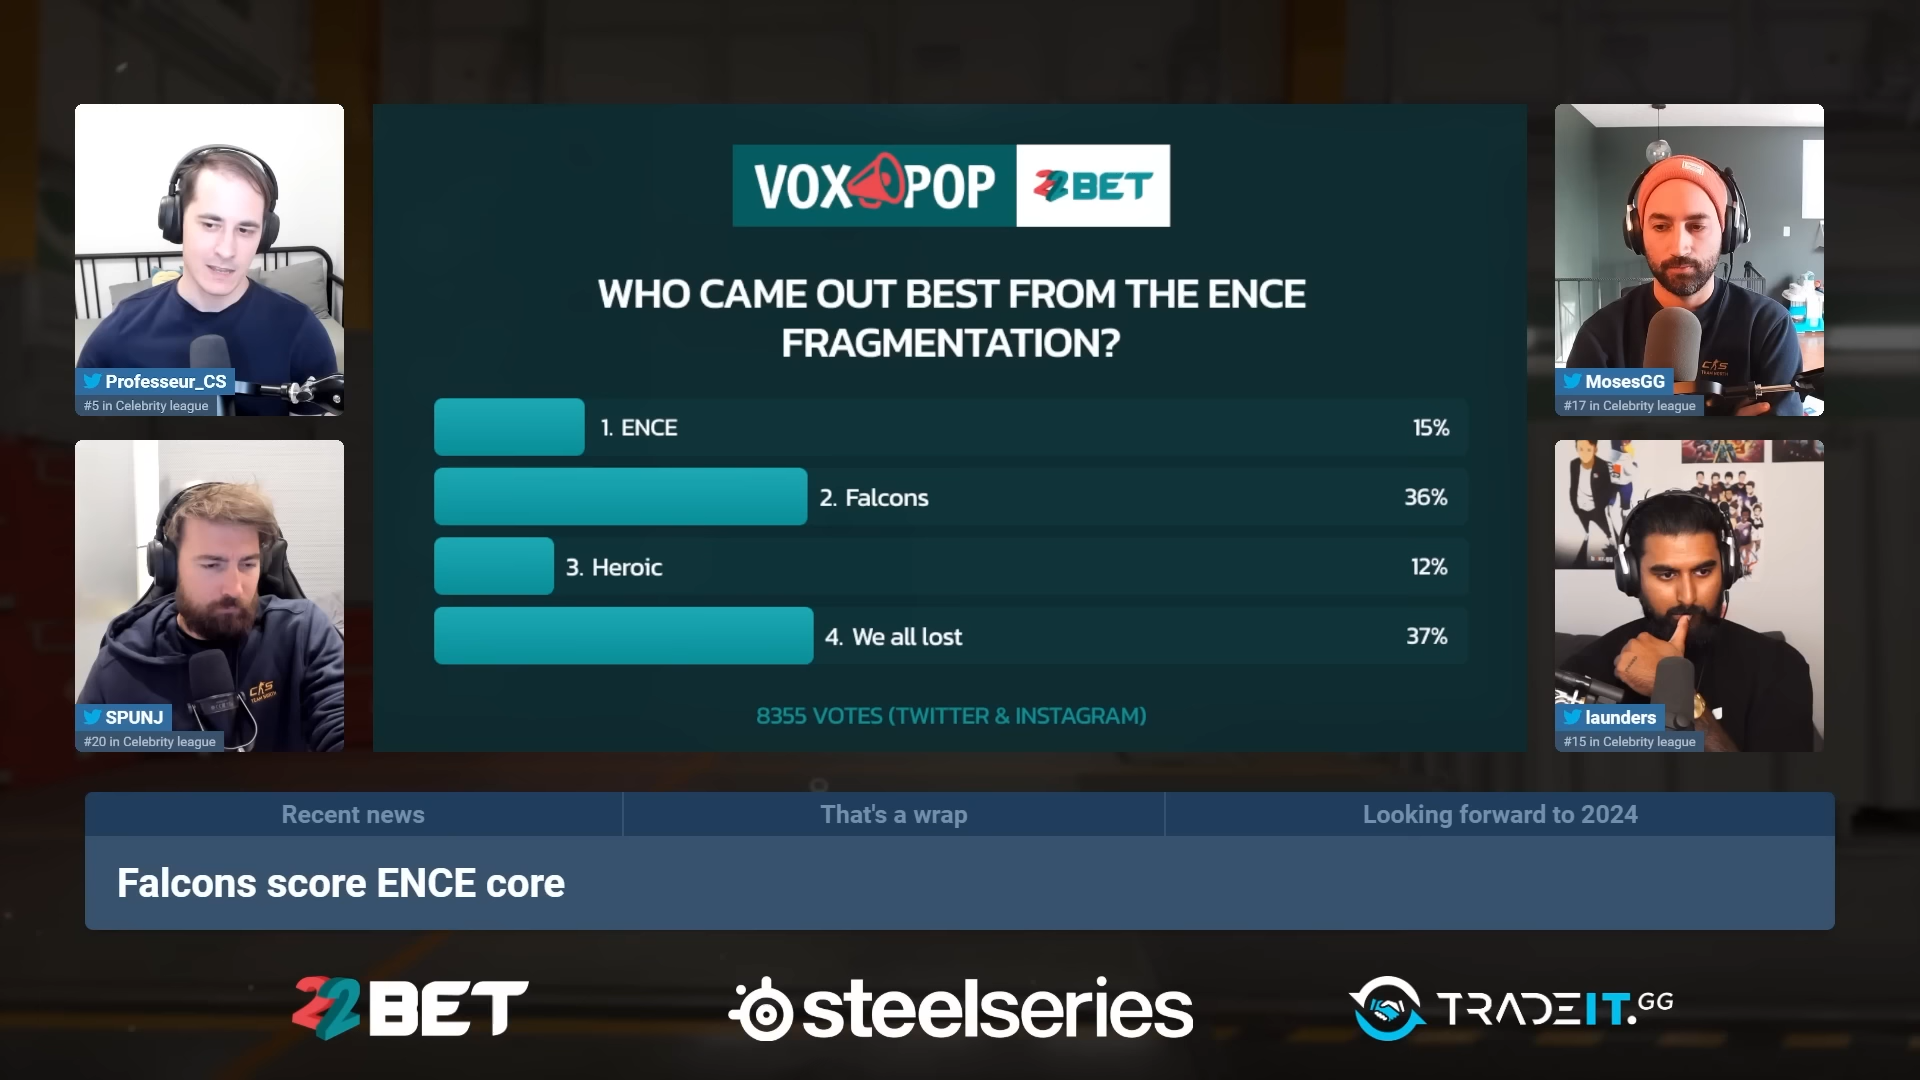 VOX POP 22BET
WHO CAME OUT BEST FROM THE ENCE
FRAGMENTATION?
1. ENCE 15%
2. Falcons 36%
3. Heroic 12%
4. We all lost 37%
8355 VOTES (TWITTER & INSTAGRAM)
Professeur_CS
#5 in Celebrity league
SPUNJ
#20 in Celebrity league
MosesGG
#17 in Celebrity league
launders
#15 in Celebrity league
Recent news
That's a wrap
Looking forward to 2024
Falcons score ENCE core
22BET
steelseries
TRADEIT.GG